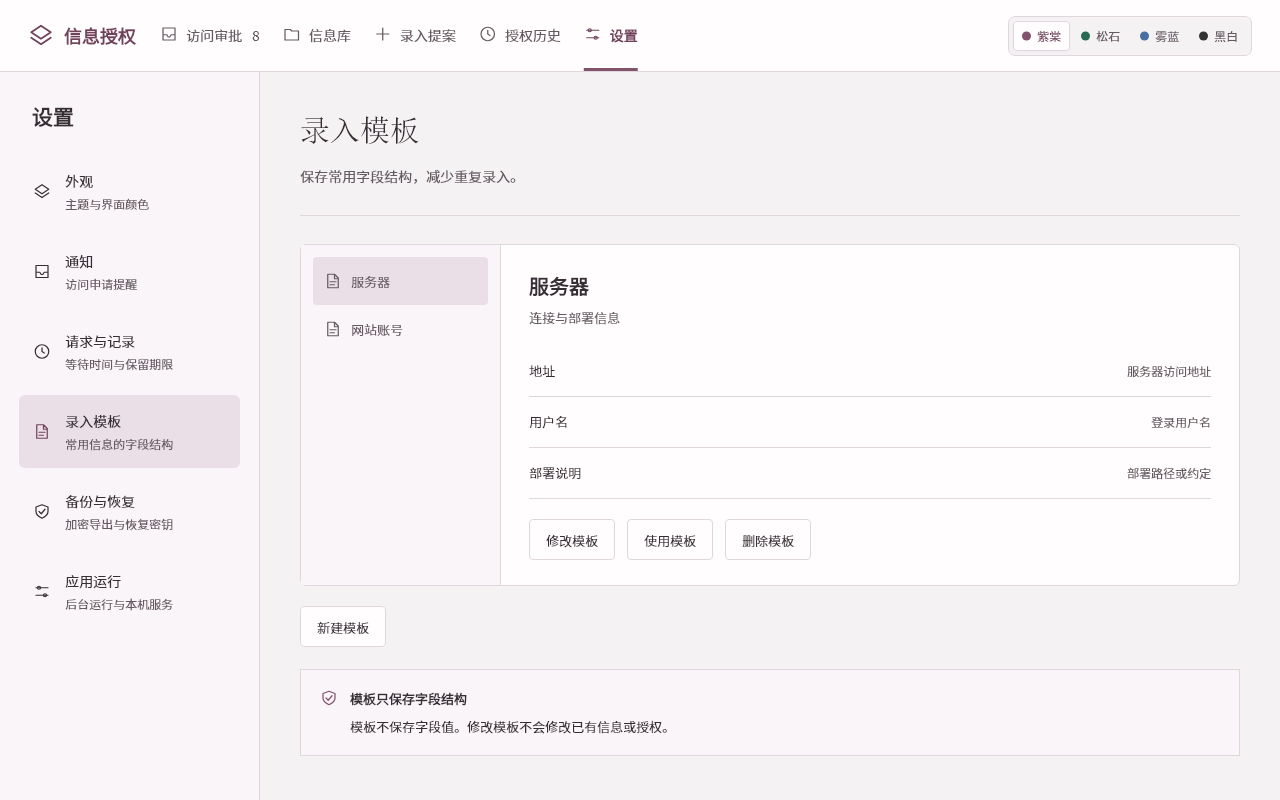 信息授权
访问审批 8
信息库
录入提案
授权历史
设置
紫棠
松石
雾蓝
黑白
设置
外观
主题与界面颜色
通知
访问申请提醒
请求与记录
等待时间与保留期限
录入模板
常用信息的字段结构
备份与恢复
加密导出与恢复密钥
应用运行
后台运行与本机服务
录入模板
保存常用字段结构，减少重复录入。
服务器
网站账号
服务器
连接与部署信息
地址 服务器访问地址
用户名 登录用户名
部署说明 部署路径或约定
修改模板 使用模板 删除模板
新建模板
模板只保存字段结构
模板不保存字段值。修改模板不会修改已有信息或授权。